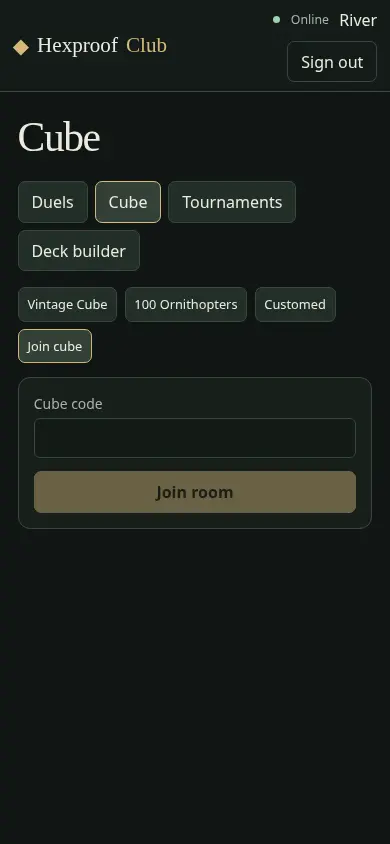 Online River
Hexproof Club
Sign out
Cube
Duels Cube Tournaments
Deck builder
Vintage Cube 100 Ornithopters Customed
Join cube
Cube code
Join room